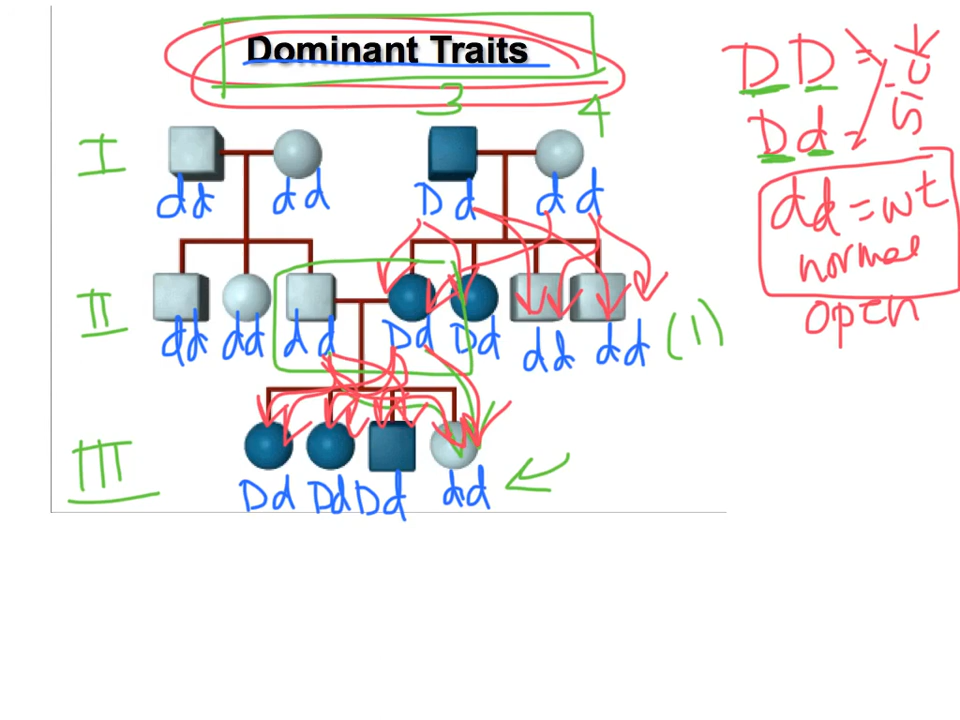 Dominant Traits
3 4
DD = sick
Dd =
I
dd dd Dd dd
dd = wt
normal
open
II
dd dd dd Dd Dd dd dd (1)
III
Dd Dd Dd dd